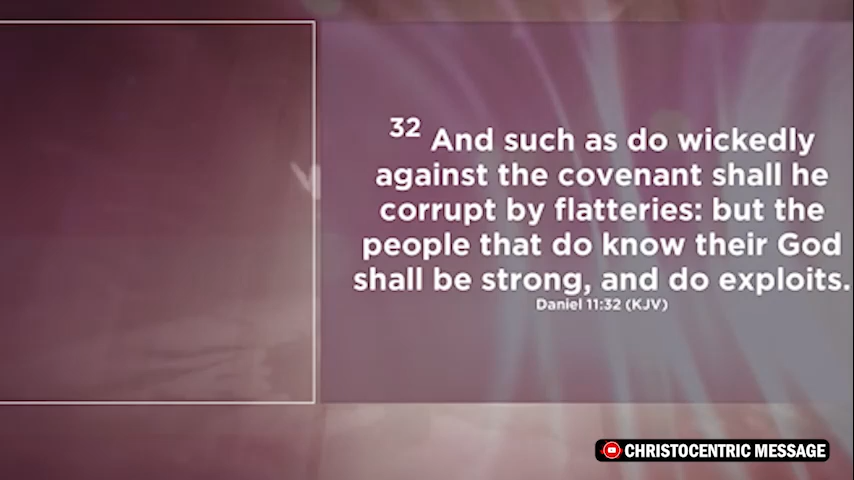 32 And such as do wickedly
against the covenant shall he
corrupt by flatteries: but the
people that do know their God
shall be strong, and do exploits.
Daniel 11:32 (KJV)
CHRISTOCENTRIC MESSAGE